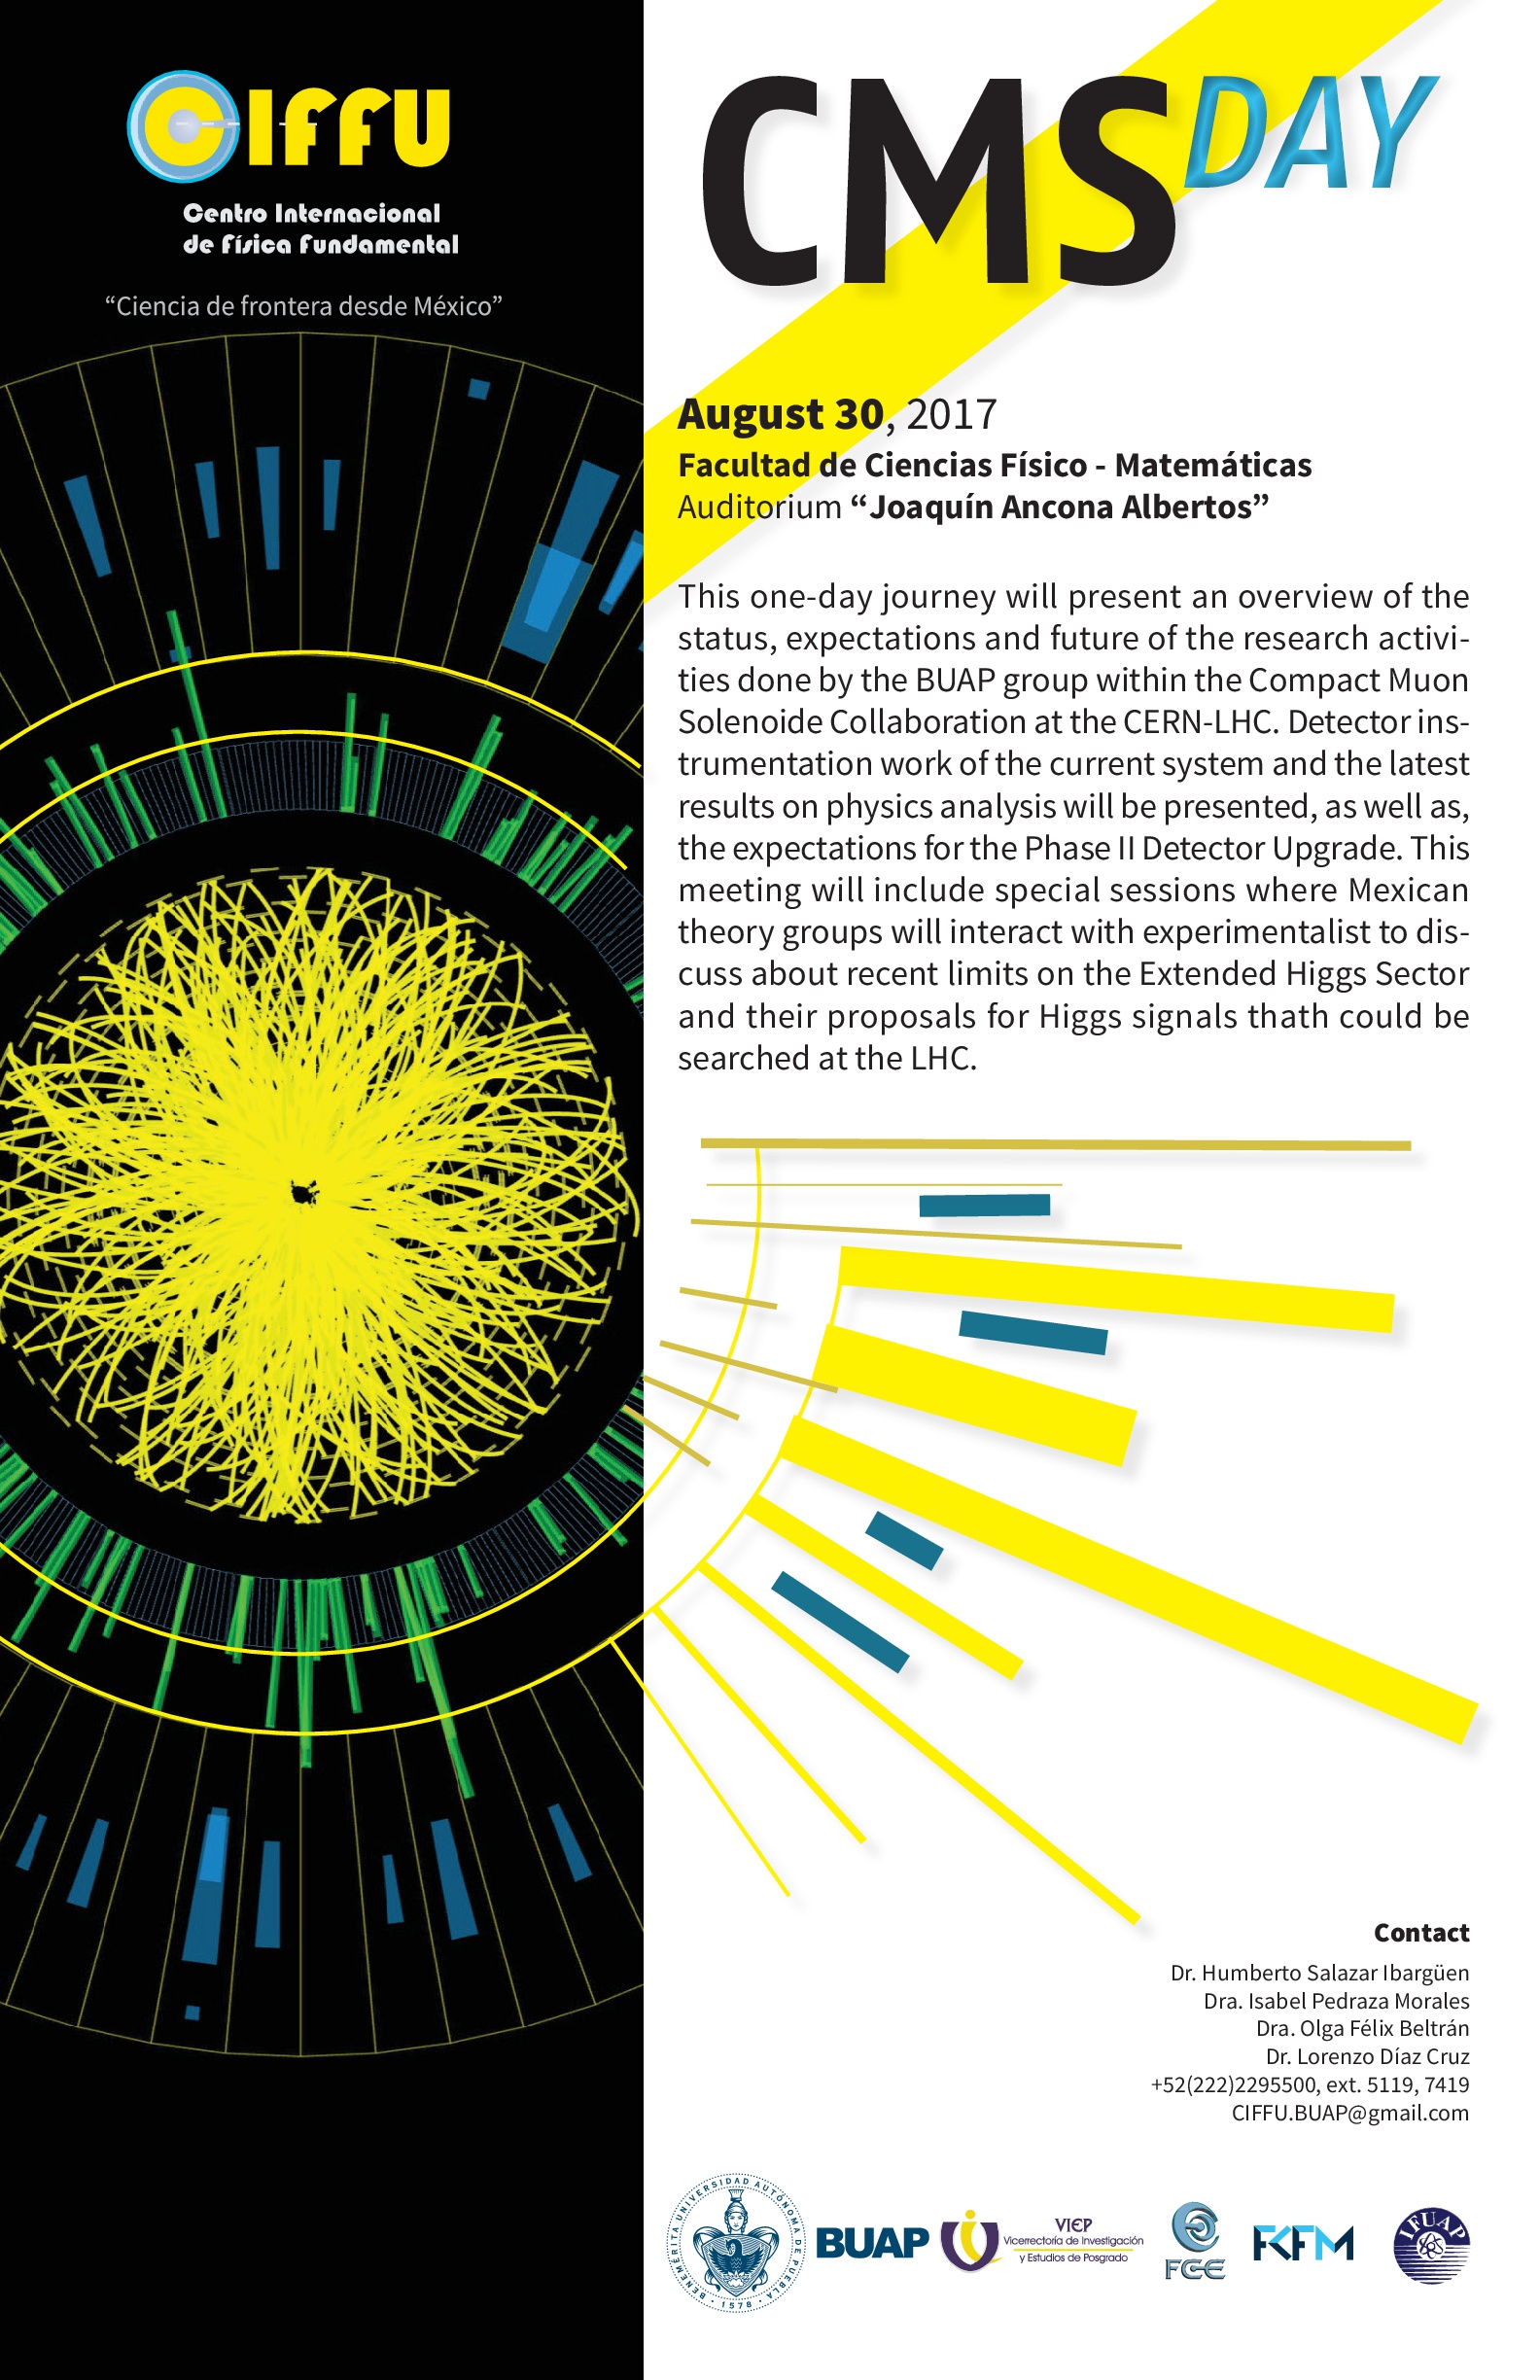 CIFFU
Centro Internacional
de Física Fundamental
“Ciencia de frontera desde México”
CMS DAY
August 30, 2017
Facultad de Ciencias Físico - Matemáticas
Auditorium “Joaquín Ancona Albertos”
This one-day journey will present an overview of the
status, expectations and future of the research activi-
ties done by the BUAP group within the Compact Muon
Solenoide Collaboration at the CERN-LHC. Detector ins-
trumentation work of the current system and the latest
results on physics analysis will be presented, as well as,
the expectations for the Phase II Detector Upgrade. This
meeting will include special sessions where Mexican
theory groups will interact with experimentalist to dis-
cuss about recent limits on the Extended Higgs Sector
and their proposals for Higgs signals thath could be
searched at the LHC.
Contact
Dr. Humberto Salazar Ibargüen
Dra. Isabel Pedraza Morales
Dra. Olga Félix Beltrán
Dr. Lorenzo Díaz Cruz
+52(222)2295500, ext. 5119, 7419
CIFFU.BUAP@gmail.com
BENEMÉRITA UNIVERSIDAD AUTÓNOMA DE PUEBLA
1578
BUAP
VIEP
Vicerrectoría de Investigación
y Estudios de Posgrado
FCE
FCFM
IFUAP